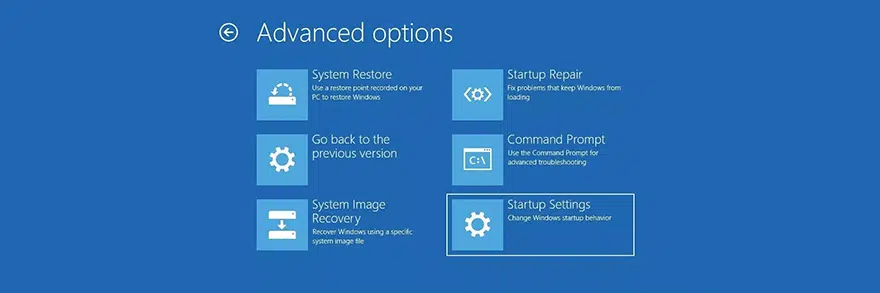 Advanced options
System Restore
Use a restore point recorded on your
PC to restore Windows
Startup Repair
Fix problems that keep Windows from
loading
Go back to the
previous version
Command Prompt
Use the Command Prompt for
advanced troubleshooting
C:\
System Image
Recovery
Recover Windows using a specific
system image file
Startup Settings
Change Windows startup behavior